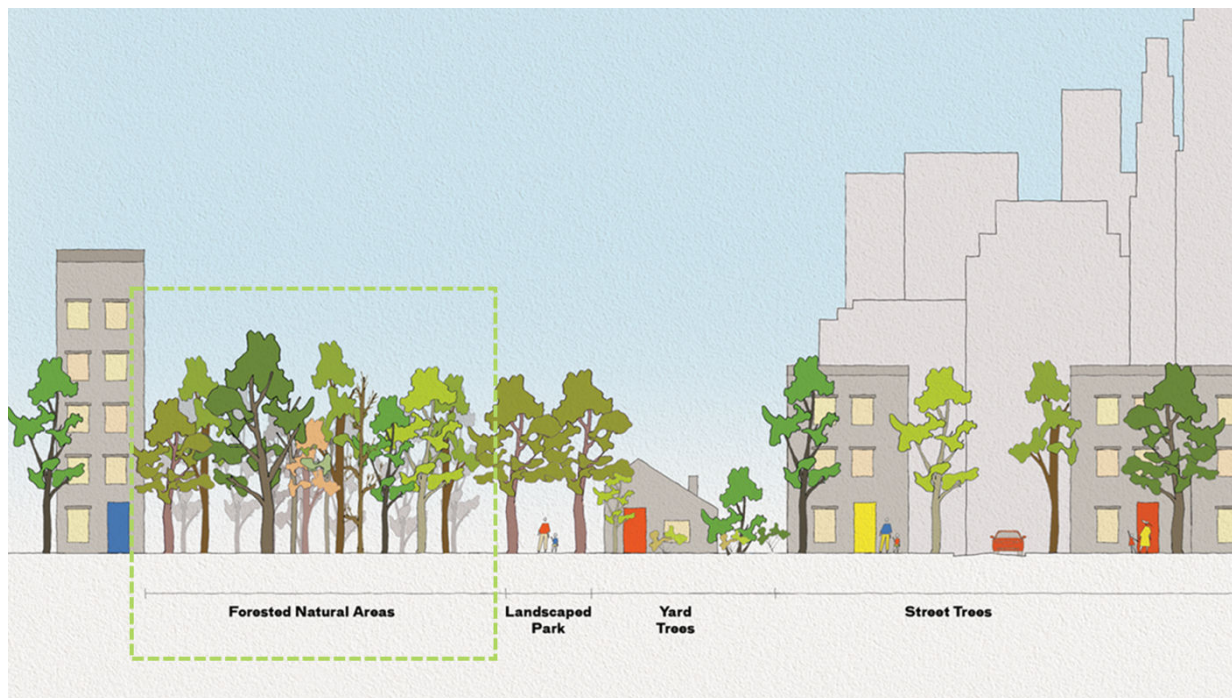 Forested Natural Areas
Landscaped
Park
Yard
Trees
Street Trees